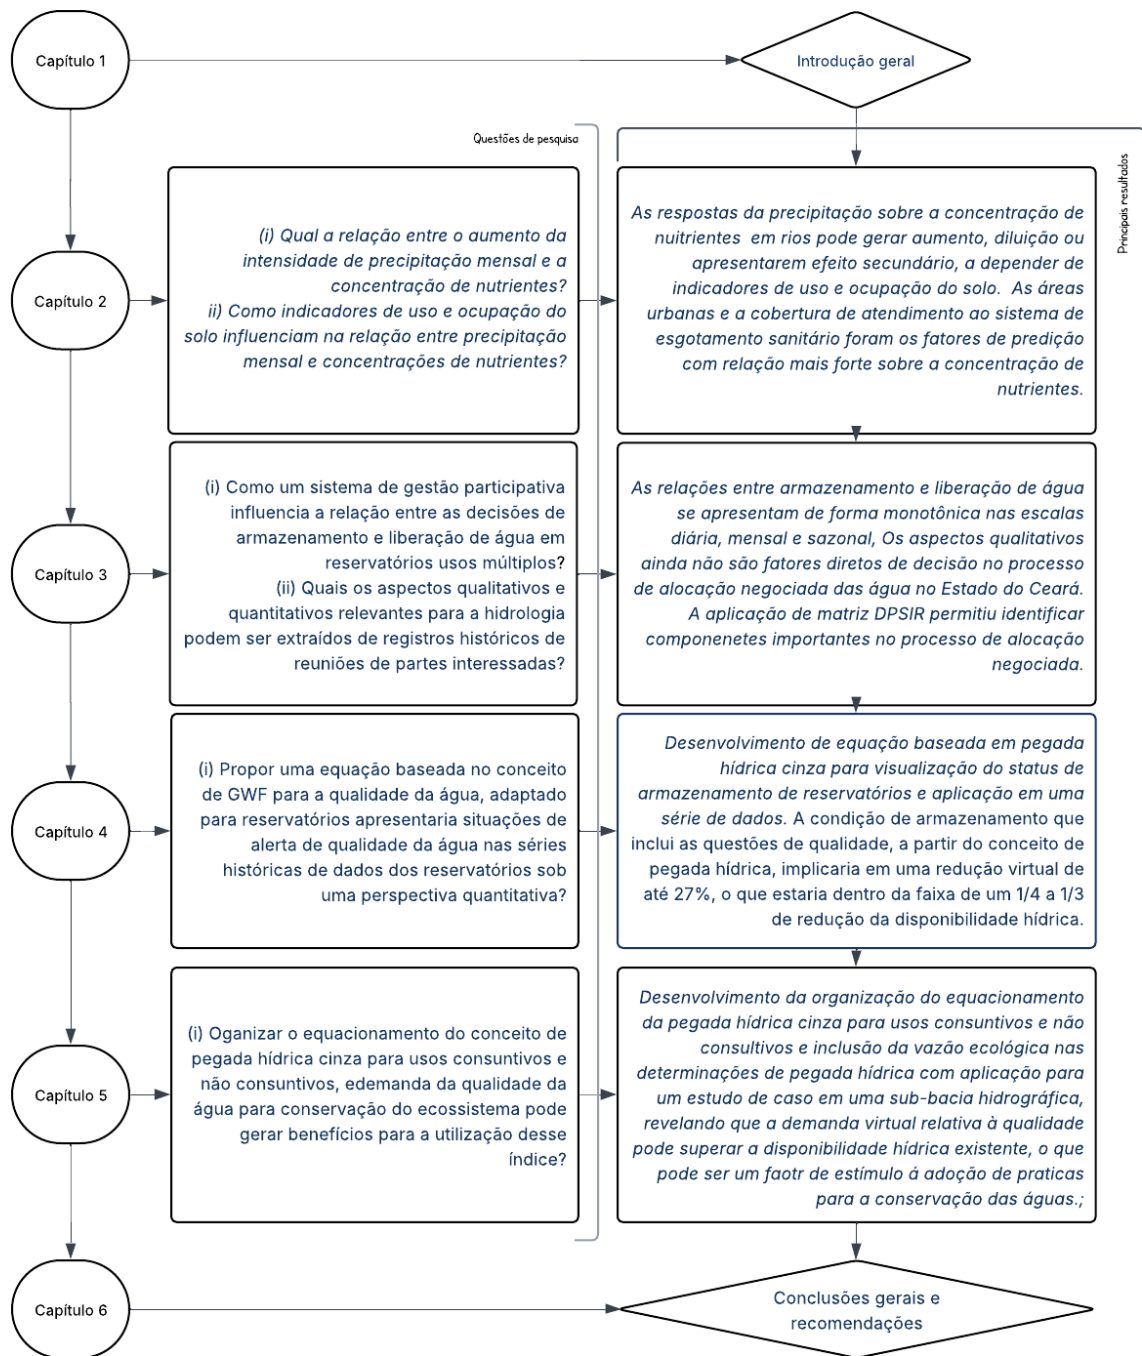 Capítulo 1
Introdução geral
Questões de pesquisa
Principais resultados
Capítulo 2
(i) Qual a relação entre o aumento da
intensidade de precipitação mensal e a
concentração de nutrientes?
ii) Como indicadores de uso e ocupação do
solo influenciam na relação entre precipitação
mensal e concentrações de nutrientes?
As respostas da precipitação sobre a concentração de
nuitrientes em rios pode gerar aumento, diluição ou
apresentarem efeito secundário, a depender de
indicadores de uso e ocupação do solo. As áreas
urbanas e a cobertura de atendimento ao sistema de
esgotamento sanitário foram os fatores de predição
com relação mais forte sobre a concentração de
nutrientes.
Capítulo 3
(i) Como um sistema de gestão participativa
influencia a relação entre as decisões de
armazenamento e liberação de água em
reservatórios usos múltiplos?
(ii) Quais os aspectos qualitativos e
quantitativos relevantes para a hidrologia
podem ser extraídos de registros históricos de
reuniões de partes interessadas?
As relações entre armazenamento e liberação de água
se apresentam de forma monotônica nas escalas
diária, mensal e sazonal, Os aspectos qualitativos
ainda não são fatores diretos de decisão no processo
de alocação negociada das água no Estado do Ceará.
A aplicação de matriz DPSIR permitiu identificar
componenetes importantes no processo de alocação
negociada.
Capítulo 4
(i) Propor uma equação baseada no conceito
de GWF para a qualidade da água, adaptado
para reservatórios apresentaria situações de
alerta de qualidade da água nas séries
históricas de dados dos reservatórios sob
uma perspectiva quantitativa?
Desenvolvimento de equação baseada em pegada
hídrica cinza para visualização do status de
armazenamento de reservatórios e aplicação em uma
série de dados. A condição de armazenamento que
inclui as questões de qualidade, a partir do conceito de
pegada hídrica, implicaria em uma redução virtual de
até 27%, o que estaria dentro da faixa de um 1/4 a 1/3
de redução da disponibilidade hídrica.
Capítulo 5
(i) Oganizar o equacionamento do conceito de
pegada hídrica cinza para usos consuntivos e
não consuntivos, edemanda da qualidade da
água para conservação do ecossistema pode
gerar benefícios para a utilização desse
índice?
Desenvolvimento da organização do equacionamento
da pegada hídrica cinza para usos consuntivos e não
consultivos e inclusão da vazão ecológica nas
determinações de pegada hídrica com aplicação para
um estudo de caso em uma sub-bacia hidrográfica,
revelando que a demanda virtual relativa à qualidade
pode superar a disponibilidade hídrica existente, o que
pode ser um faotr de estímulo á adoção de praticas
para a conservação das águas.;
Capítulo 6
Conclusões gerais e
recomendações